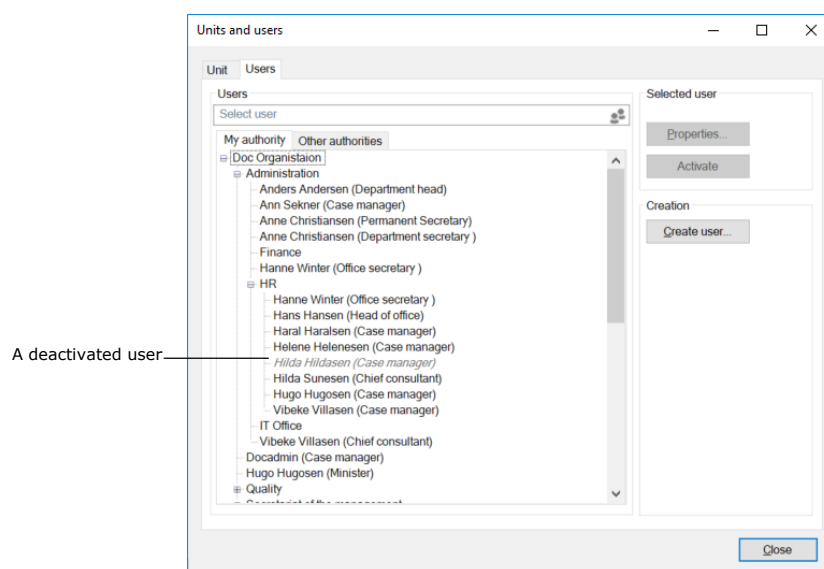 Units and users
Unit
Users
Users
Select user
My authority
Other authorities
Doc Organistaion
Administration
Anders Andersen (Department head)
Ann Sekner (Case manager)
Anne Christiansen (Permanent Secretary)
Anne Christiansen (Department secretary )
Finance
Hanne Winter (Office secretary )
HR
Hanne Winter (Office secretary )
Hans Hansen (Head of office)
Haral Haralsen (Case manager)
Helene Helenesen (Case manager)
Hilda Hildasen (Case manager)
Hilda Sunesen (Chief consultant)
Hugo Hugosen (Case manager)
Vibeke Villasen (Case manager)
IT Office
Vibeke Villasen (Chief consultant)
Docadmin (Case manager)
Hugo Hugosen (Minister)
Quality
Secretariat of the management
A deactivated user
Selected user
Properties...
Activate
Creation
Create user...
Close